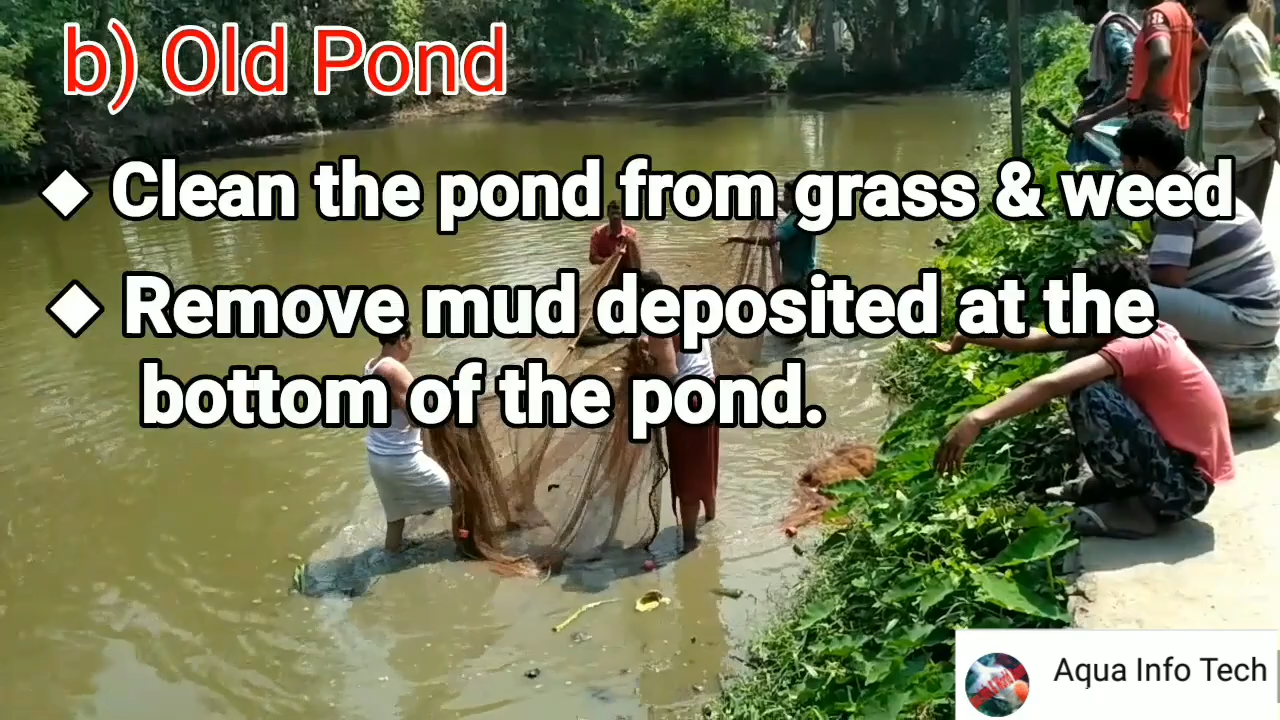 b) Old Pond
◆ Clean the pond from grass & weed
◆ Remove mud deposited at the
bottom of the pond.
Aqua Info Tech